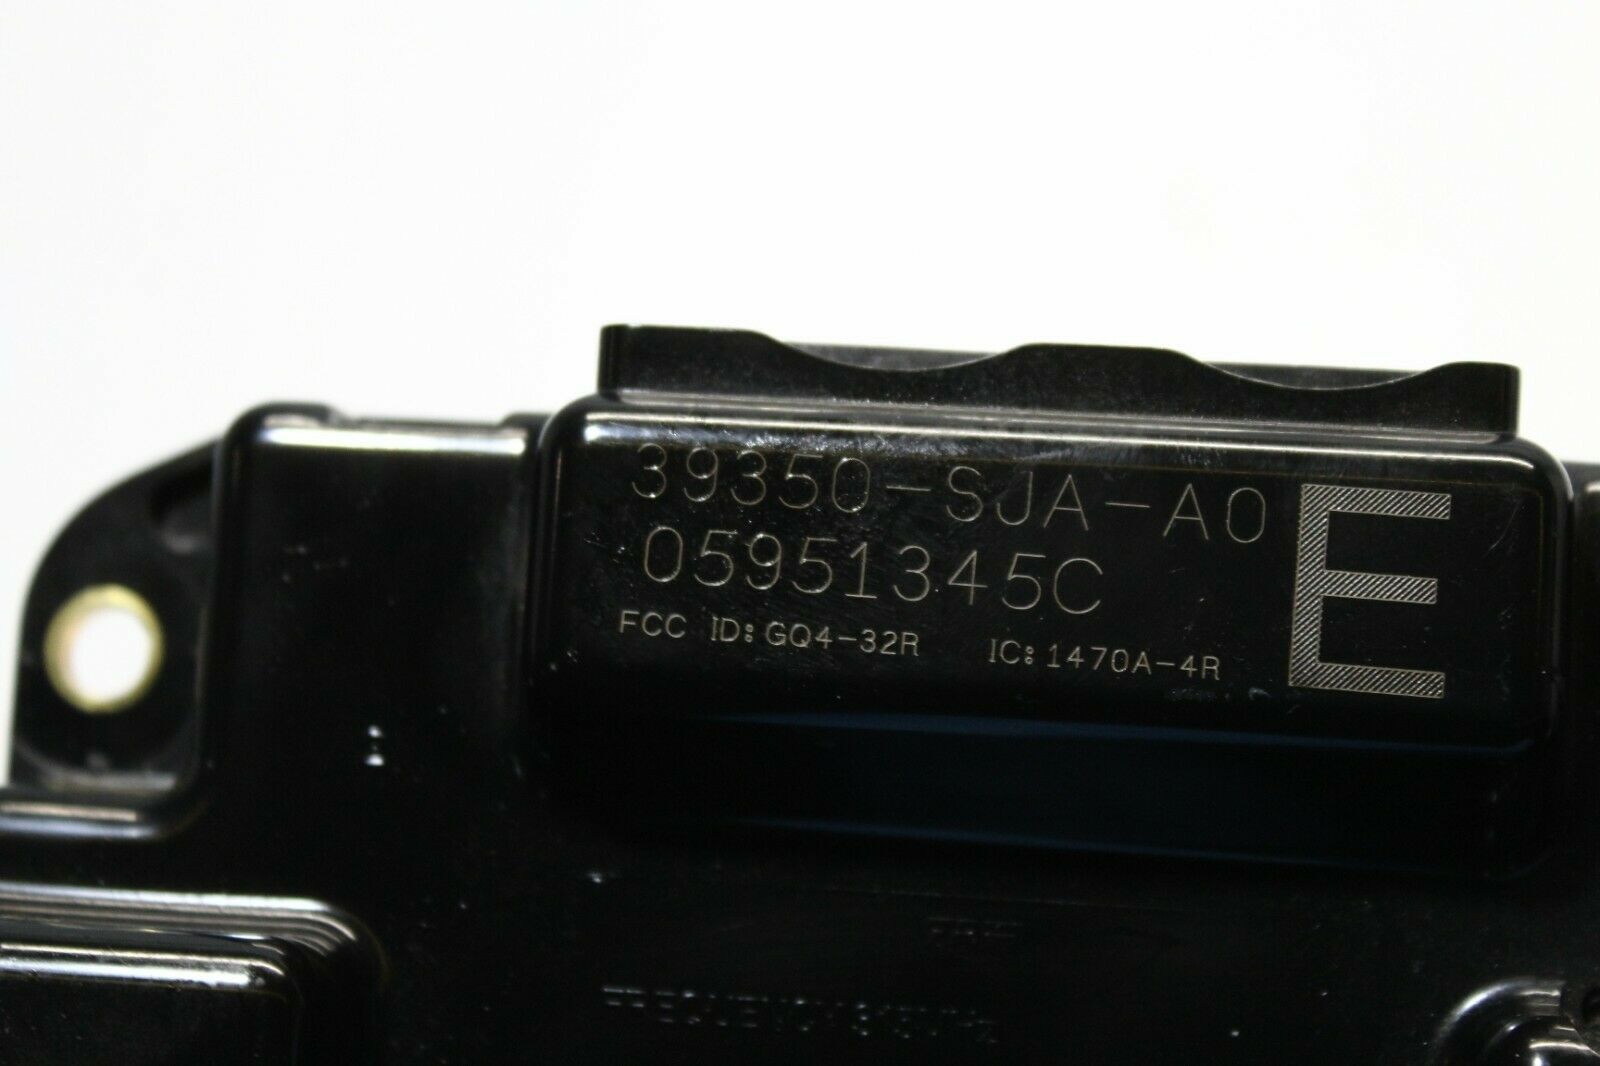 39350-SJA-A0
E
05951345C
FCC ID: GQ4-32R IC: 1470A-4R